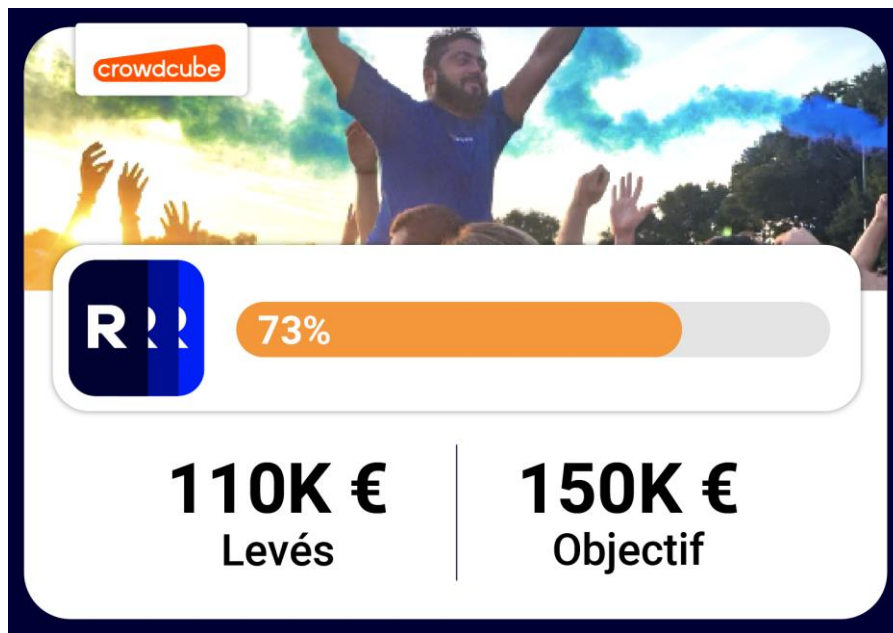 crowdcube
R R R
73%
110K €
150K €
Levés
Objectif